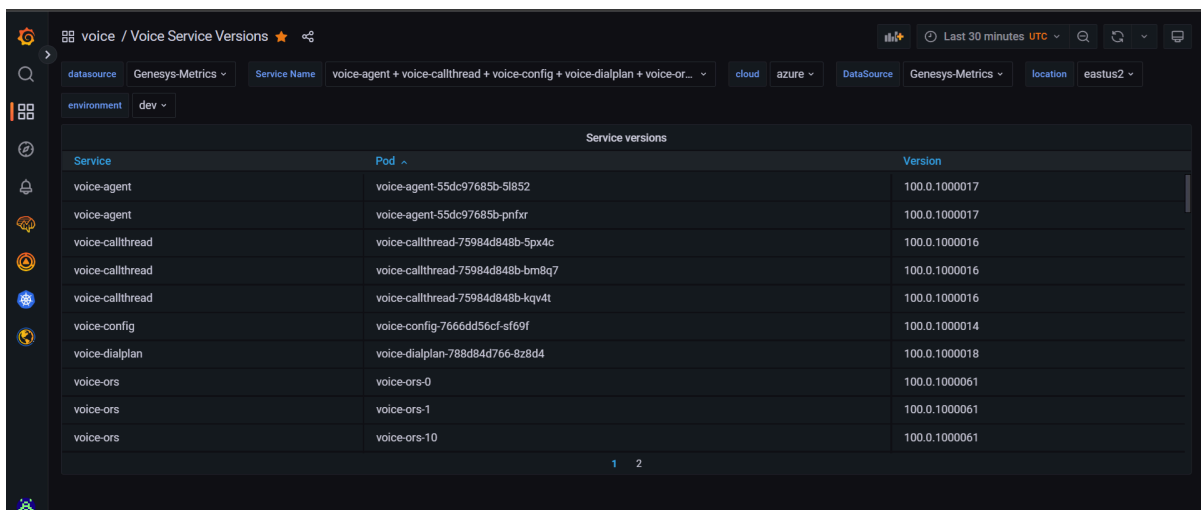 voice / Voice Service Versions
Last 30 minutes UTC
datasource Genesys-Metrics Service Name voice-agent + voice-callthread + voice-config + voice-dialplan + voice-or... cloud azure DataSource Genesys-Metrics location eastus2
environment dev
Service versions
Service Pod Version
voice-agent voice-agent-55dc97685b-5l852 100.0.1000017
voice-agent voice-agent-55dc97685b-pnfxr 100.0.1000017
voice-callthread voice-callthread-75984d848b-5px4c 100.0.1000016
voice-callthread voice-callthread-75984d848b-bm8q7 100.0.1000016
voice-callthread voice-callthread-75984d848b-kqv4t 100.0.1000016
voice-config voice-config-7666dd56cf-sf69f 100.0.1000014
voice-dialplan voice-dialplan-788d84d766-8z8d4 100.0.1000018
voice-ors voice-ors-0 100.0.1000061
voice-ors voice-ors-1 100.0.1000061
voice-ors voice-ors-10 100.0.1000061
1 2